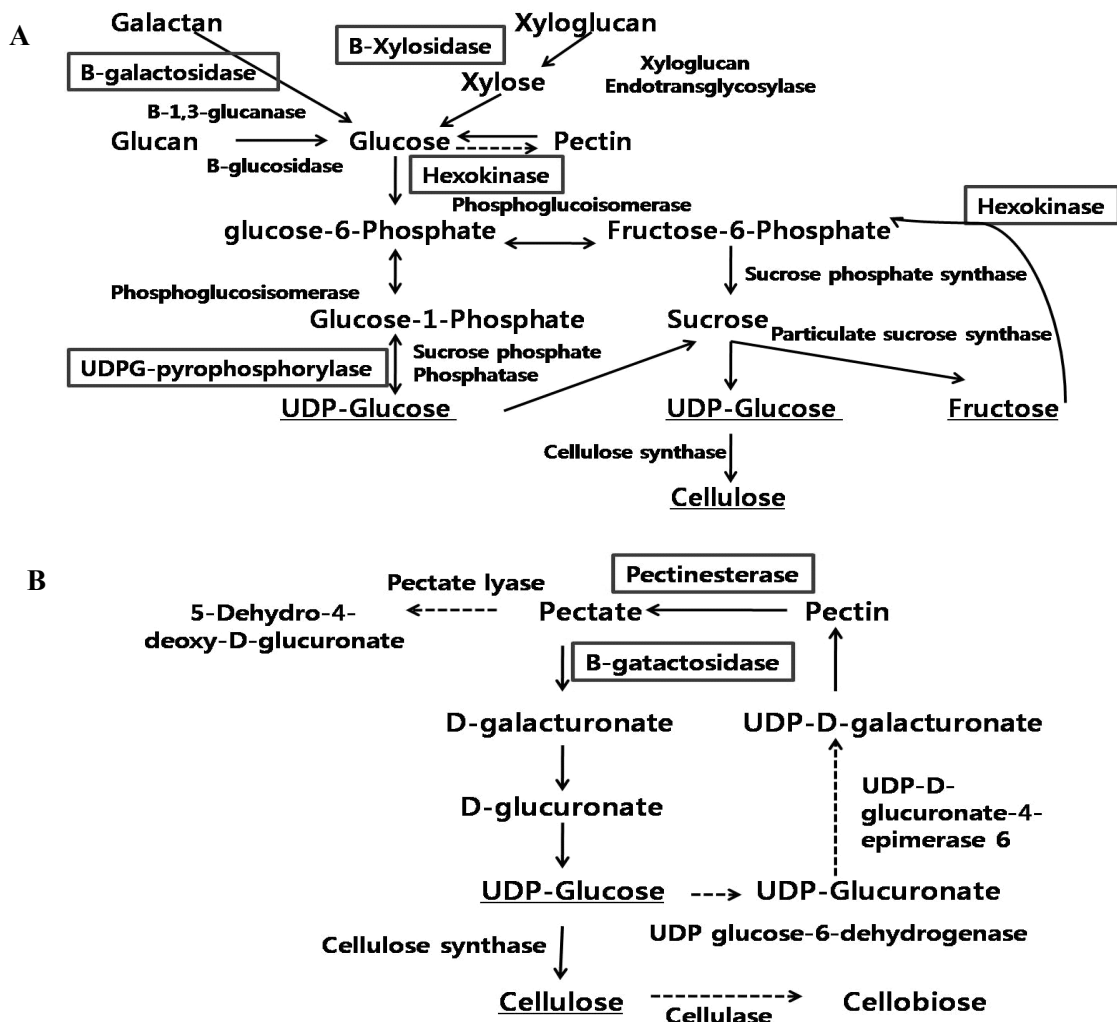 A
Galactan
Xyloglucan
B-Xylosidase
B-galactosidase
Xylose
Xyloglucan
Endotransglycosylase
B-1,3-glucanase
Glucan
Glucose
Pectin
B-glucosidase
Hexokinase
Phosphoglucoisomerase
Hexokinase
glucose-6-Phosphate
Fructose-6-Phosphate
Sucrose phosphate synthase
Phosphoglucosisomerase
Glucose-1-Phosphate
Sucrose
Particulate sucrose synthase
UDPG-pyrophosphorylase
Sucrose phosphate
Phosphatase
UDP-Glucose
UDP-Glucose
Fructose
Cellulose synthase
Cellulose
B
Pectate lyase
Pectinesterase
5-Dehydro-4-
deoxy-D-glucuronate
Pectate
Pectin
B-gatactosidase
D-galacturonate
UDP-D-galacturonate
D-glucuronate
UDP-D-
glucuronate-4-
epimerase 6
UDP-Glucose
UDP-Glucuronate
Cellulose synthase
UDP glucose-6-dehydrogenase
Cellulose
Cellulase
Cellobiose